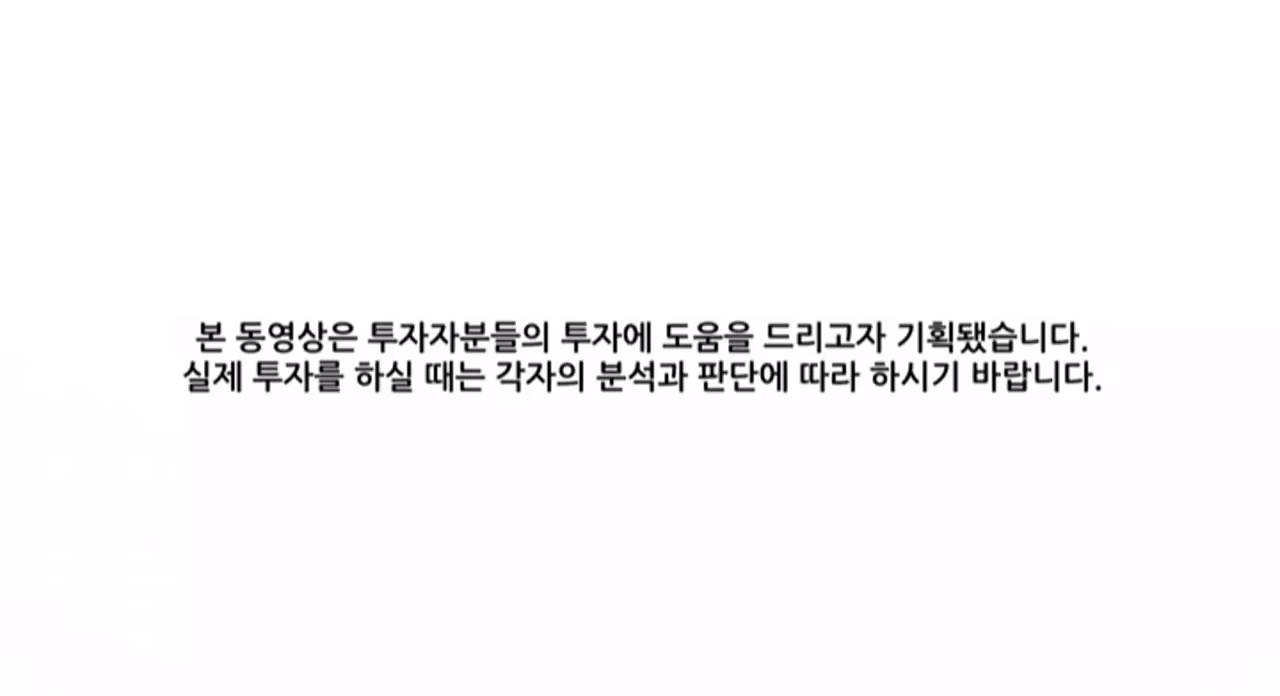 본 동영상은 투자자분들의 투자에 도움을 드리고자 기획됐습니다.
실제 투자를 하실 때는 각자의 분석과 판단에 따라 하시기 바랍니다.